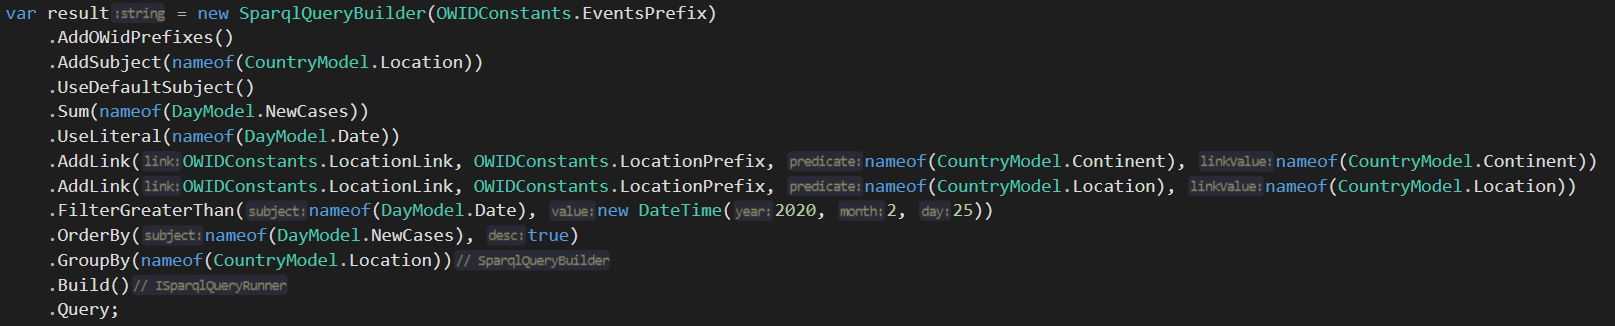 var result:string = new SparqlQueryBuilder(OWIDConstants.EventsPrefix)
.AddOWidPrefixes()
.AddSubject(nameof(CountryModel.Location))
.UseDefaultSubject()
.Sum(nameof(DayModel.NewCases))
.UseLiteral(nameof(DayModel.Date))
.AddLink(link:OWIDConstants.LocationLink, OWIDConstants.LocationPrefix, predicate:nameof(CountryModel.Continent), linkValue:nameof(CountryModel.Continent))
.AddLink(link:OWIDConstants.LocationLink, OWIDConstants.LocationPrefix, predicate:nameof(CountryModel.Location), linkValue:nameof(CountryModel.Location))
.FilterGreaterThan(subject:nameof(DayModel.Date), value:new DateTime(year:2020, month:2, day:25))
.OrderBy(subject:nameof(DayModel.NewCases), desc:true)
.GroupBy(nameof(CountryModel.Location))// SparqlQueryBuilder
.Build()// ISparqlQueryRunner
.Query;